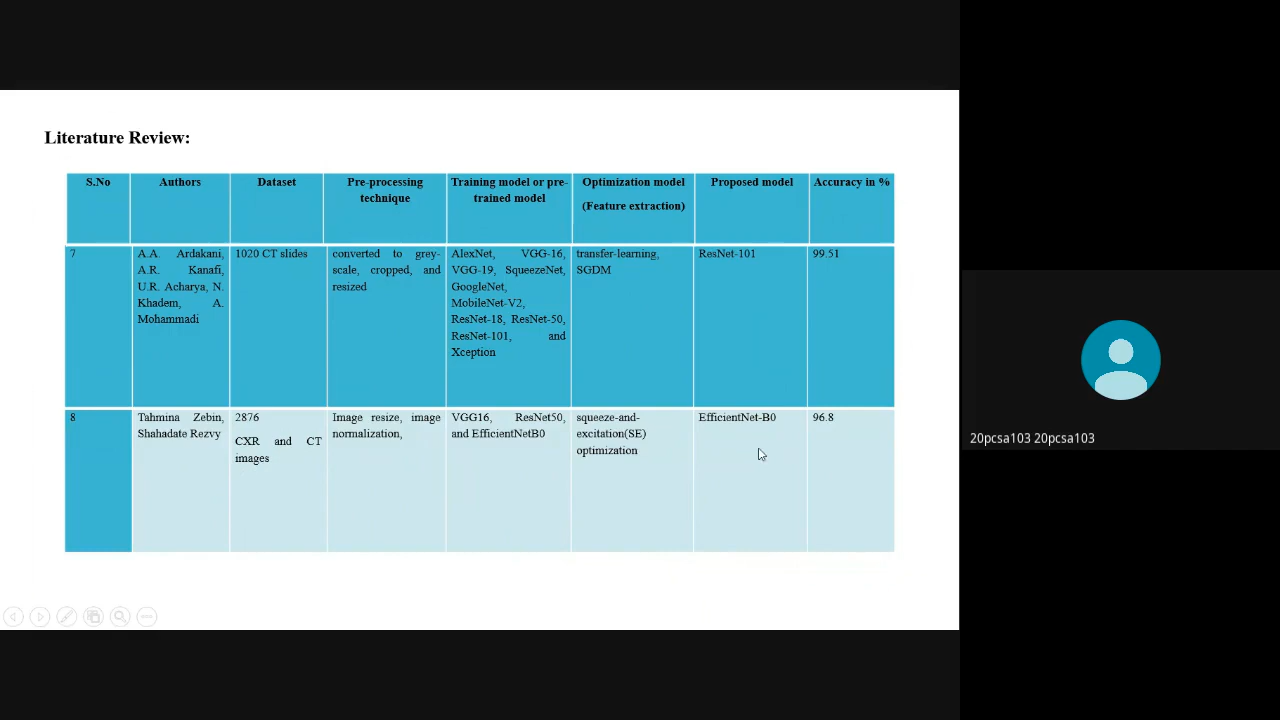 Literature Review:
S.No
Authors
Dataset
Pre-processing
technique
Training model or pre-
trained model
Optimization model
(Feature extraction)
Proposed model
Accuracy in %
7
A.A. Ardakani,
A.R. Kanafi,
U.R. Acharya, N.
Khadem, A.
Mohammadi
1020 CT slides
converted to grey-
scale, cropped, and
resized
AlexNet, VGG-16,
VGG-19, SqueezeNet,
GoogleNet,
MobileNet-V2,
ResNet-18, ResNet-50,
ResNet-101, and
Xception
transfer-learning,
SGDM
ResNet-101
99.51
8
Tahmina Zebin,
Shahadate Rezvy
2876
CXR and CT
images
Image resize, image
normalization,
VGG16, ResNet50,
and EfficientNetB0
squeeze-and-
excitation(SE)
optimization
EfficientNet-B0
96.8
20pcsa103 20pcsa103